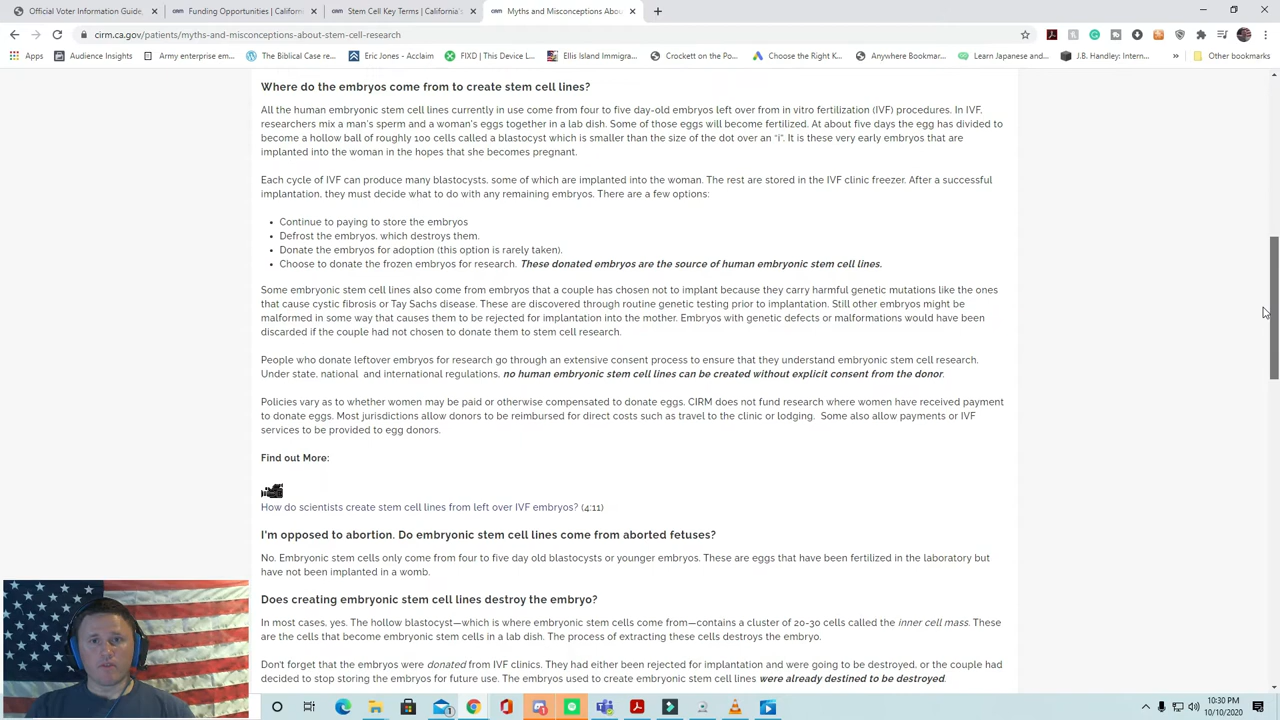 Official Voter Information Guide,
Funding Opportunities | Californi
Stem Cell Key Terms | California's
Myths and Misconceptions About
cirm.ca.gov/patients/myths-and-misconceptions-about-stem-cell-research
Apps
Audience Insights
Army enterprise em...
The Biblical Case re...
Eric Jones - Acclaim
FIXD | This Device L...
Ellis Island Immigra...
Crockett on the Po...
Choose the Right K...
Anywhere Bookmar...
Learn Japanese an...
J.B. Handley: Interi...
»
Other bookmarks
Where do the embryos come from to create stem cell lines?
All the human embryonic stem cell lines currently in use come from four to five day-old embryos left over from in vitro fertilization (IVF) procedures. In IVF,
researchers mix a man's sperm and a woman's eggs together in a lab dish. Some of those eggs will become fertilized. At about five days the egg has divided to
become a hollow ball of roughly 100 cells called a blastocyst which is smaller than the size of the dot over an "i". It is these very early embryos that are
implanted into the woman in the hopes that she becomes pregnant.
Each cycle of IVF can produce many blastocysts, some of which are implanted into the woman. The rest are stored in the IVF clinic freezer. After a successful
implantation, they must decide what to do with any remaining embryos. There are a few options:
• Continue to paying to store the embryos
• Defrost the embryos, which destroys them.
• Donate the embryos for adoption (this option is rarely taken).
• Choose to donate the frozen embryos for research. These donated embryos are the source of human embryonic stem cell lines.
Some embryonic stem cell lines also come from embryos that a couple has chosen not to implant because they carry harmful genetic mutations like the ones
that cause cystic fibrosis or Tay Sachs disease. These are discovered through routine genetic testing prior to implantation. Still other embryos might be
malformed in some way that causes them to be rejected for implantation into the mother. Embryos with genetic defects or malformations would have been
discarded if the couple had not chosen to donate them to stem cell research.
People who donate leftover embryos for research go through an extensive consent process to ensure that they understand embryonic stem cell research.
Under state, national and international regulations, no human embryonic stem cell lines can be created without explicit consent from the donor.
Policies vary as to whether women may be paid or otherwise compensated to donate eggs. CIRM does not fund research where women have received payment
to donate eggs. Most jurisdictions allow donors to be reimbursed for direct costs such as travel to the clinic or lodging. Some also allow payments or IVF
services to be provided to egg donors.
Find out More:
How do scientists create stem cell lines from left over IVF embryos? (4:11)
I'm opposed to abortion. Do embryonic stem cell lines come from aborted fetuses?
No. Embryonic stem cells only come from four to five day old blastocysts or younger embryos. These are eggs that have been fertilized in the laboratory but
have not been implanted in a womb.
Does creating embryonic stem cell lines destroy the embryo?
In most cases, yes. The hollow blastocyst—which is where embryonic stem cells come from—contains a cluster of 20-30 cells called the inner cell mass. These
are the cells that become embryonic stem cells in a lab dish. The process of extracting these cells destroys the embryo.
Don't forget that the embryos were donated from IVF clinics. They had either been rejected for implantation and were going to be destroyed, or the couple had
decided to stop storing the embryos for future use. The embryos used to create embryonic stem cell lines were already destined to be destroyed.
10:30 PM
10/10/2020